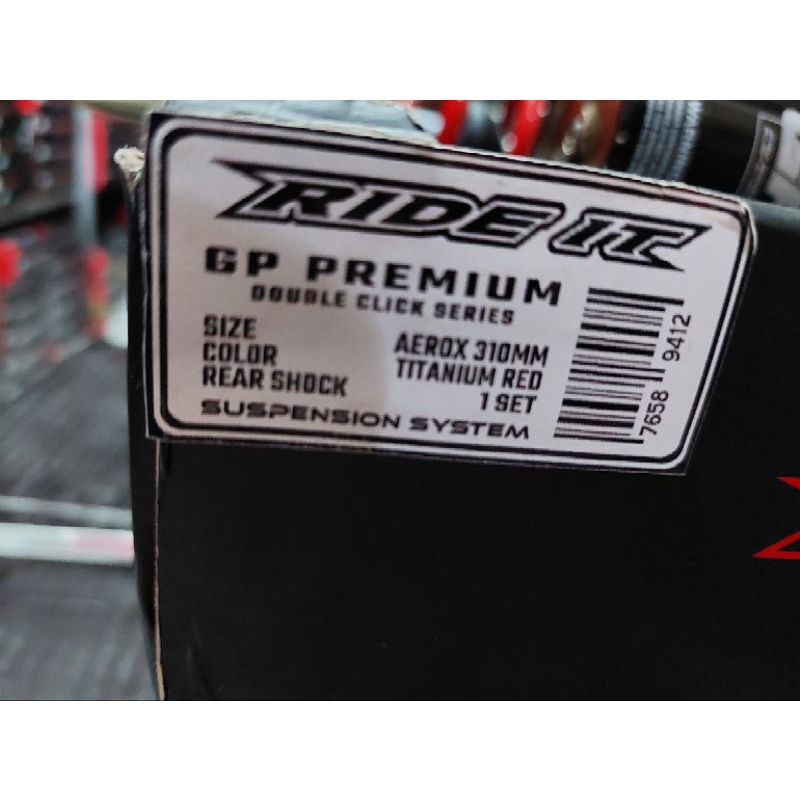 RIDE IT
GP PREMIUM
DOUBLE CLICK SERIES
SIZE AEROX 310MM
COLOR TITANIUM RED
REAR SHOCK 1 SET
SUSPENSION SYSTEM
7658 9412